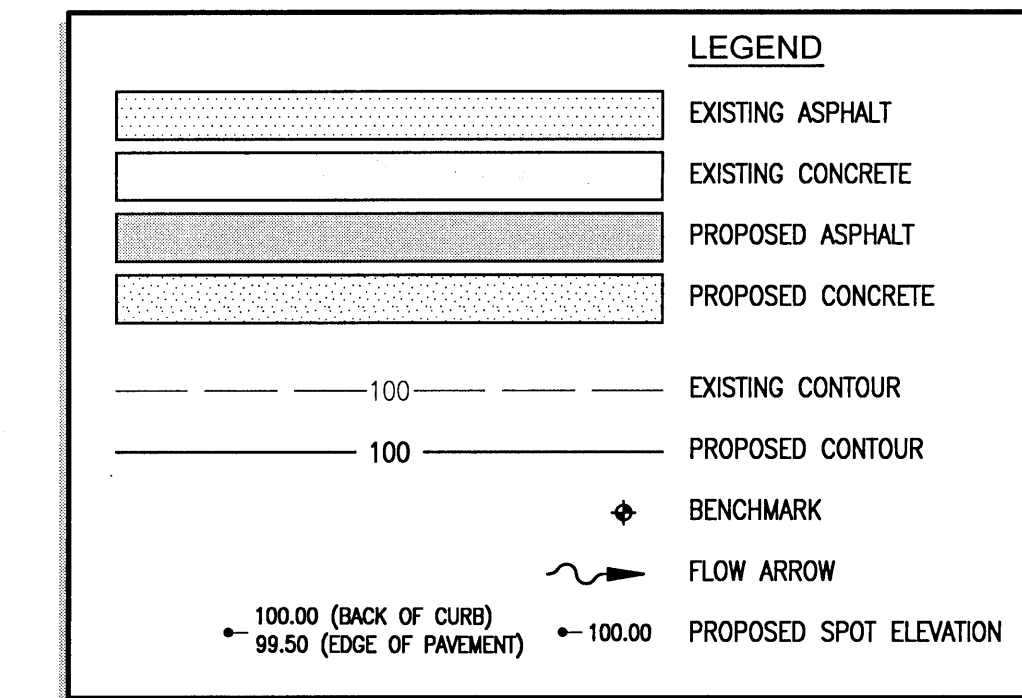 LEGEND
EXISTING ASPHALT
EXISTING CONCRETE
PROPOSED ASPHALT
PROPOSED CONCRETE
100 EXISTING CONTOUR
100 PROPOSED CONTOUR
BENCHMARK
FLOW ARROW
100.00 (BACK OF CURB)
99.50 (EDGE OF PAVEMENT)
100.00 PROPOSED SPOT ELEVATION